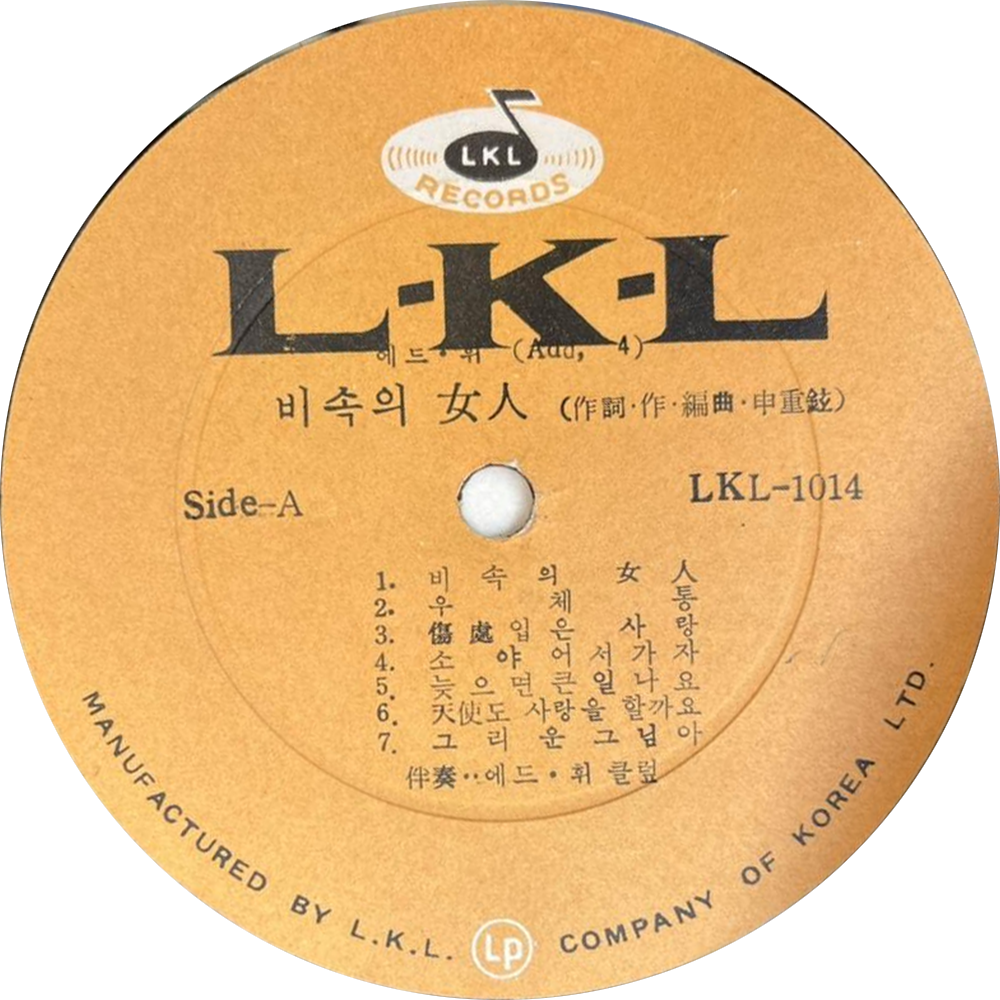 LKL
RECORDS
L·K·L
에드·훠 (Add, 4)
비속의 女人 (作詞·作·編曲·申重鉉)
Side-A
LKL-1014
1. 비속의 女人
2. 우체통
3. 傷處입은 사랑
4. 소야어서가자
5. 늦으면큰일나요
6. 天使도 사랑을 할까요
7. 그리운그님아
伴奏··에드·훠클럽
MANUFACTURED BY L.K.L. Lp COMPANY OF KOREA LTD.